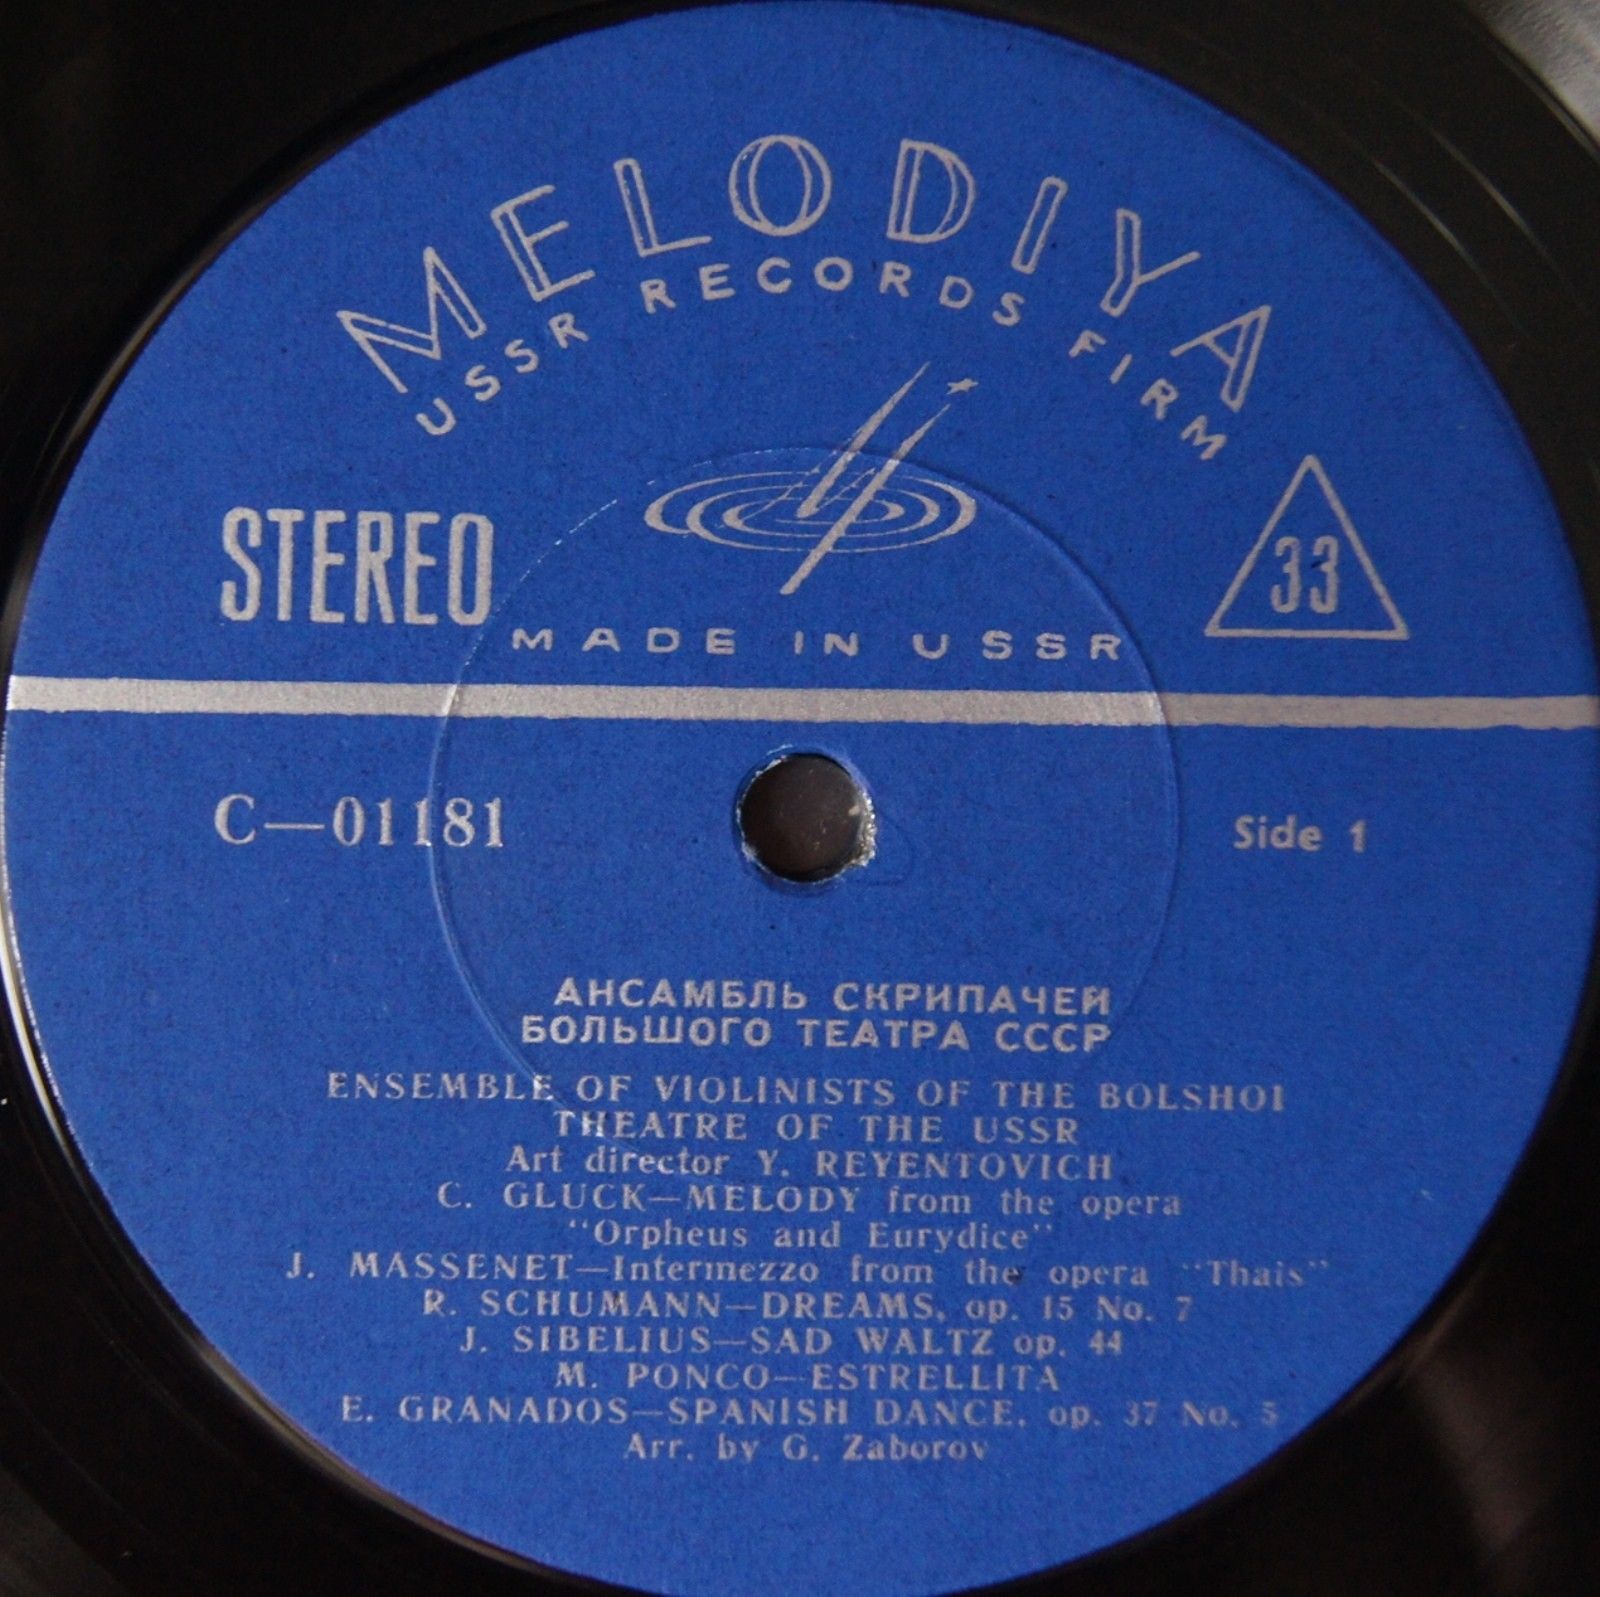 MELODIYA
USSR RECORDS FIRM
STEREO
33
MADE IN USSR
C—01181
Side 1
АНСАМБЛЬ СКРИПАЧЕЙ
БОЛЬШОГО ТЕАТРА СССР
ENSEMBLE OF VIOLINISTS OF THE BOLSHOI
THEATRE OF THE USSR
Art director Y. REYENTOVICH
C. GLUCK—MELODY from the opera
"Orpheus and Eurydice"
J. MASSENET—Intermezzo from the opera "Thais"
R. SCHUMANN—DREAMS, op. 15 No. 7
J. SIBELIUS—SAD WALTZ op. 44
M. PONCO—ESTRELLITA
E. GRANADOS—SPANISH DANCE, op. 37 No. 5
Arr. by G. Zaborov